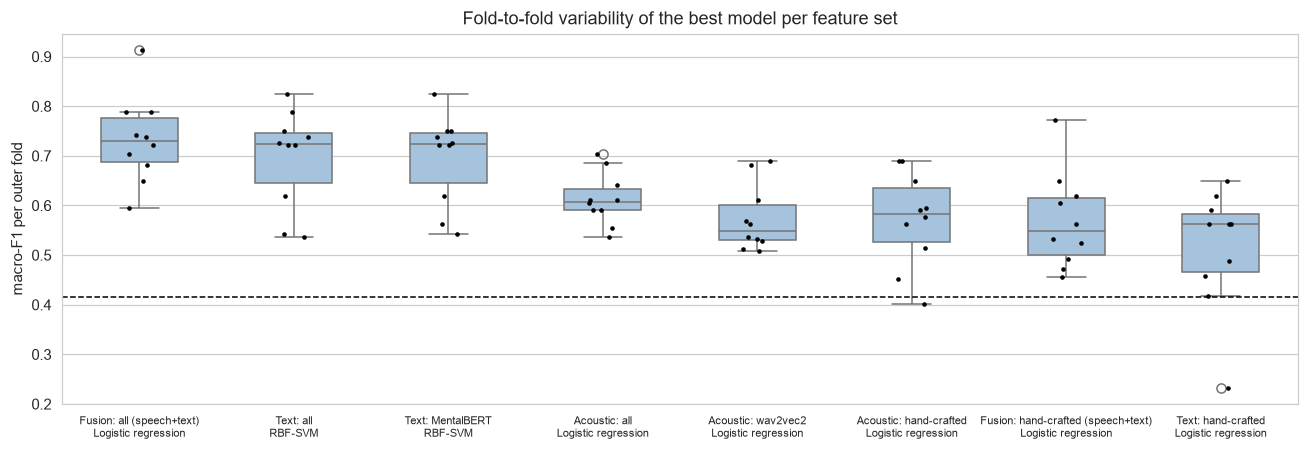 Fold-to-fold variability of the best model per feature set
macro-F1 per outer fold
0.9
0.8
0.7
0.6
0.5
0.4
0.3
0.2
Fusion: all (speech+text)
Logistic regression
Text: all
RBF-SVM
Text: MentalBERT
RBF-SVM
Acoustic: all
Logistic regression
Acoustic: wav2vec2
Logistic regression
Acoustic: hand-crafted
Logistic regression
Fusion: hand-crafted (speech+text)
Logistic regression
Text: hand-crafted
Logistic regression